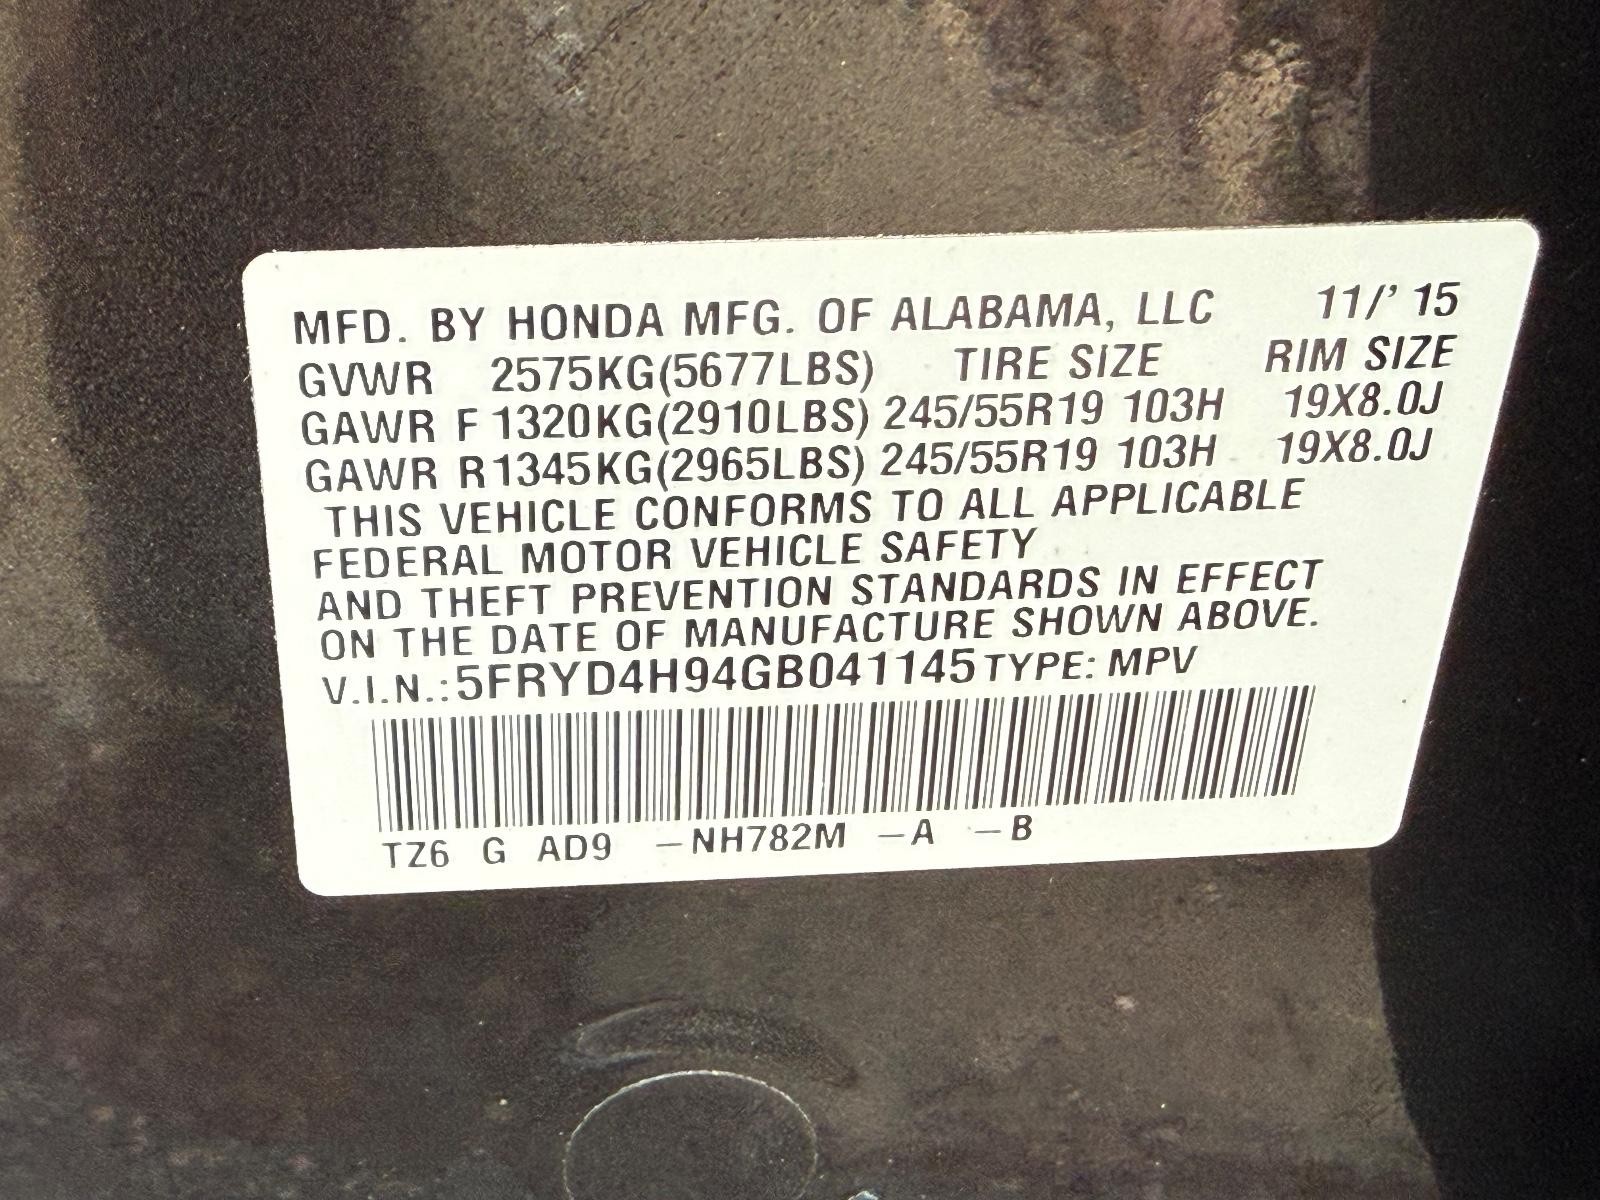 MFD. BY HONDA MFG. OF ALABAMA, LLC 11/' 15
GVWR 2575KG(5677LBS) TIRE SIZE RIM SIZE
GAWR F 1320KG(2910LBS) 245/55R19 103H 19X8.0J
GAWR R 1345KG(2965LBS) 245/55R19 103H 19X8.0J
THIS VEHICLE CONFORMS TO ALL APPLICABLE
FEDERAL MOTOR VEHICLE SAFETY
AND THEFT PREVENTION STANDARDS IN EFFECT
ON THE DATE OF MANUFACTURE SHOWN ABOVE.
V.I.N.:5FRYD4H94GB041145 TYPE: MPV
TZ6 G AD9 –NH782M –A –B